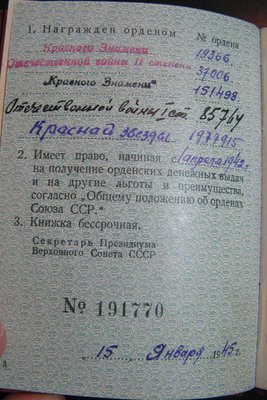 1. Награжден орденом № ордена
Красного Знамени 19366
Отечественной войны II степени 37006
„Красного Знамени" 151498
Отечественной войны I ст. 85764
Красная звезда 1977915
2. Имеет право, начиная с 1 апреля 1942 г.
на получение орденских денежных выдач
и на другие льготы и преимущества,
согласно „Общему положению об орденах
Союза ССР."
3. Книжка бессрочная.
Секретарь Президиума
Верховного Совета СССР
№ 191770
„15" Января 1945 г.